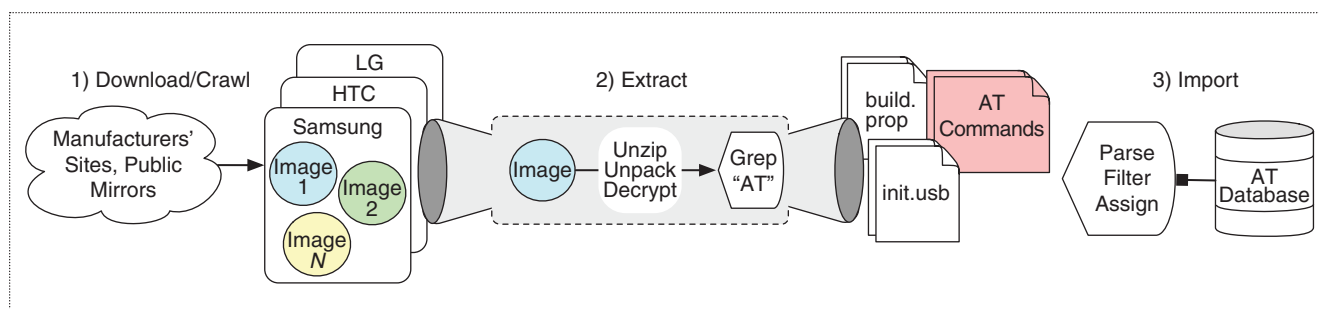 1) Download/Crawl
Manufacturers'
Sites, Public
Mirrors
LG
HTC
Samsung
Image
1
Image
2
Image
N
2) Extract
Image
Unzip
Unpack
Decrypt
Grep
“AT”
build.
prop
AT
Commands
init.usb
3) Import
Parse
Filter
Assign
AT
Database